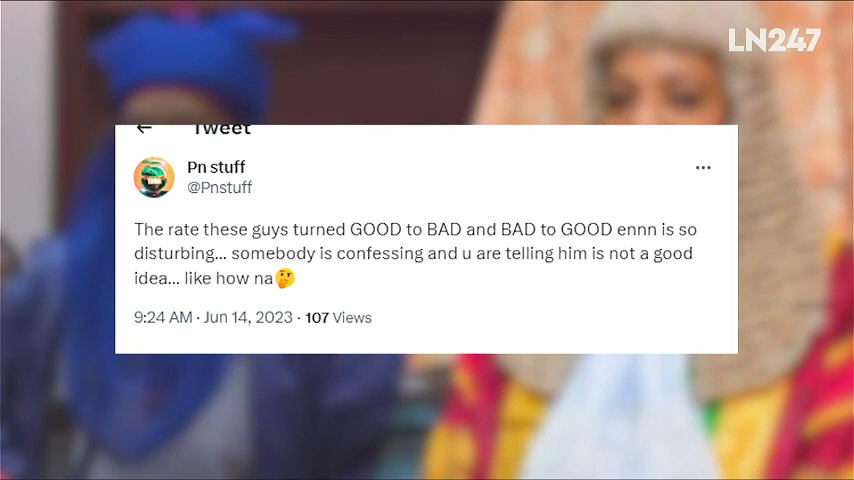 LN247
Tweet
Pn stuff
@Pnstuff
The rate these guys turned GOOD to BAD and BAD to GOOD ennn is so
disturbing... somebody is confessing and u are telling him is not a good
idea... like how na🤔
9:24 AM · Jun 14, 2023 · 107 Views